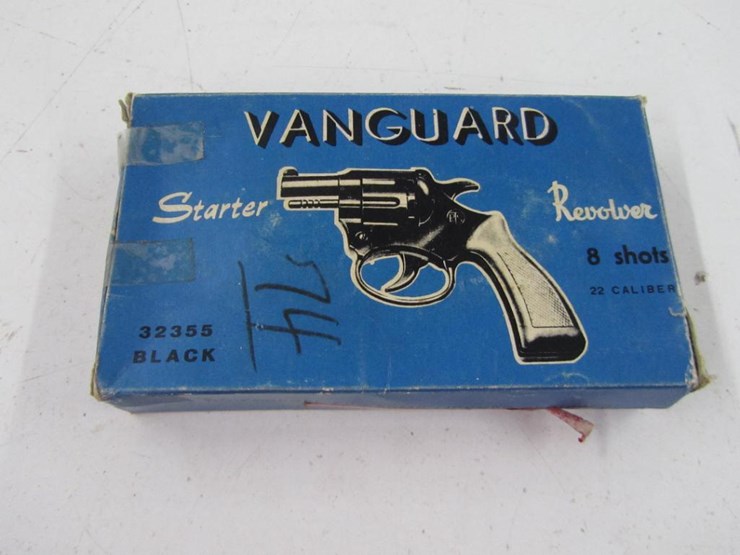 VANGUARD
Starter Revolver
8 shots
22 CALIBER
32355
BLACK